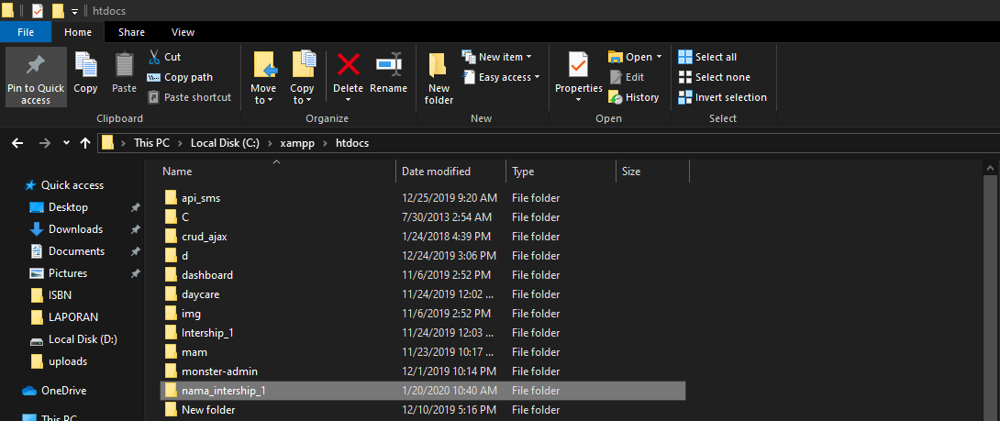 htdocs
File Home Share View
Pin to Quick access
Copy
Paste
Cut
Copy path
Paste shortcut
Clipboard
Move to
Copy to
Delete
Rename
Organize
New folder
New item
Easy access
New
Properties
Open
Edit
History
Open
Select all
Select none
Invert selection
Select
This PC > Local Disk (C:) > xampp > htdocs
Quick access
Desktop
Downloads
Documents
Pictures
ISBN
LAPORAN
Local Disk (D:)
uploads
OneDrive
This PC
Name Date modified Type Size
api_sms 12/25/2019 9:20 AM File folder
C 7/30/2013 2:54 AM File folder
crud_ajax 1/24/2018 4:39 PM File folder
d 12/24/2019 3:06 PM File folder
dashboard 11/6/2019 2:52 PM File folder
daycare 11/24/2019 12:02 ... File folder
img 11/6/2019 2:52 PM File folder
Intership_1 11/24/2019 12:03 ... File folder
mam 11/23/2019 10:17 ... File folder
monster-admin 12/1/2019 10:14 PM File folder
nama_intership_1 1/20/2020 10:40 AM File folder
New folder 12/10/2019 5:16 PM File folder